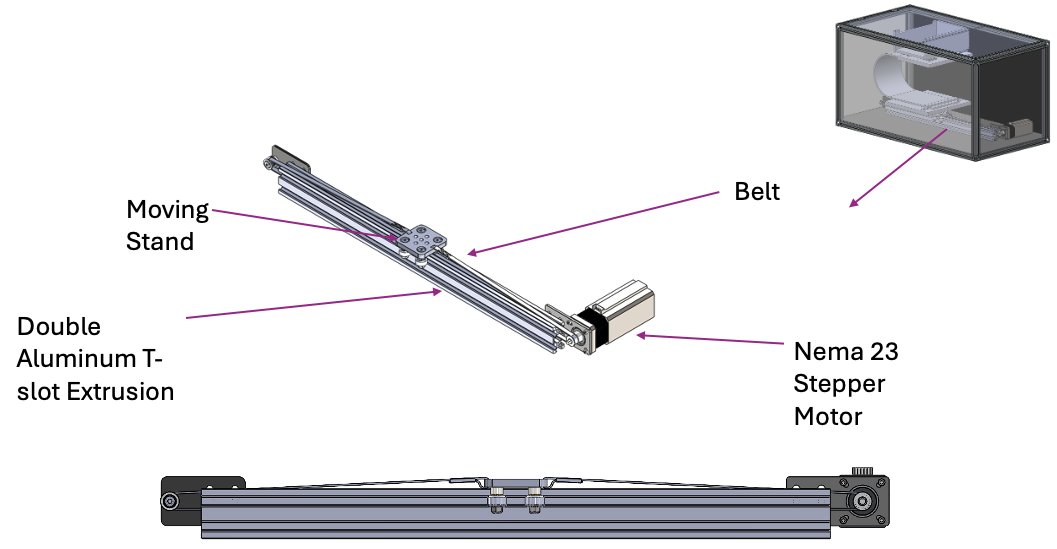 Belt
Moving
Stand
Double
Aluminum T-
slot Extrusion
Nema 23
Stepper
Motor